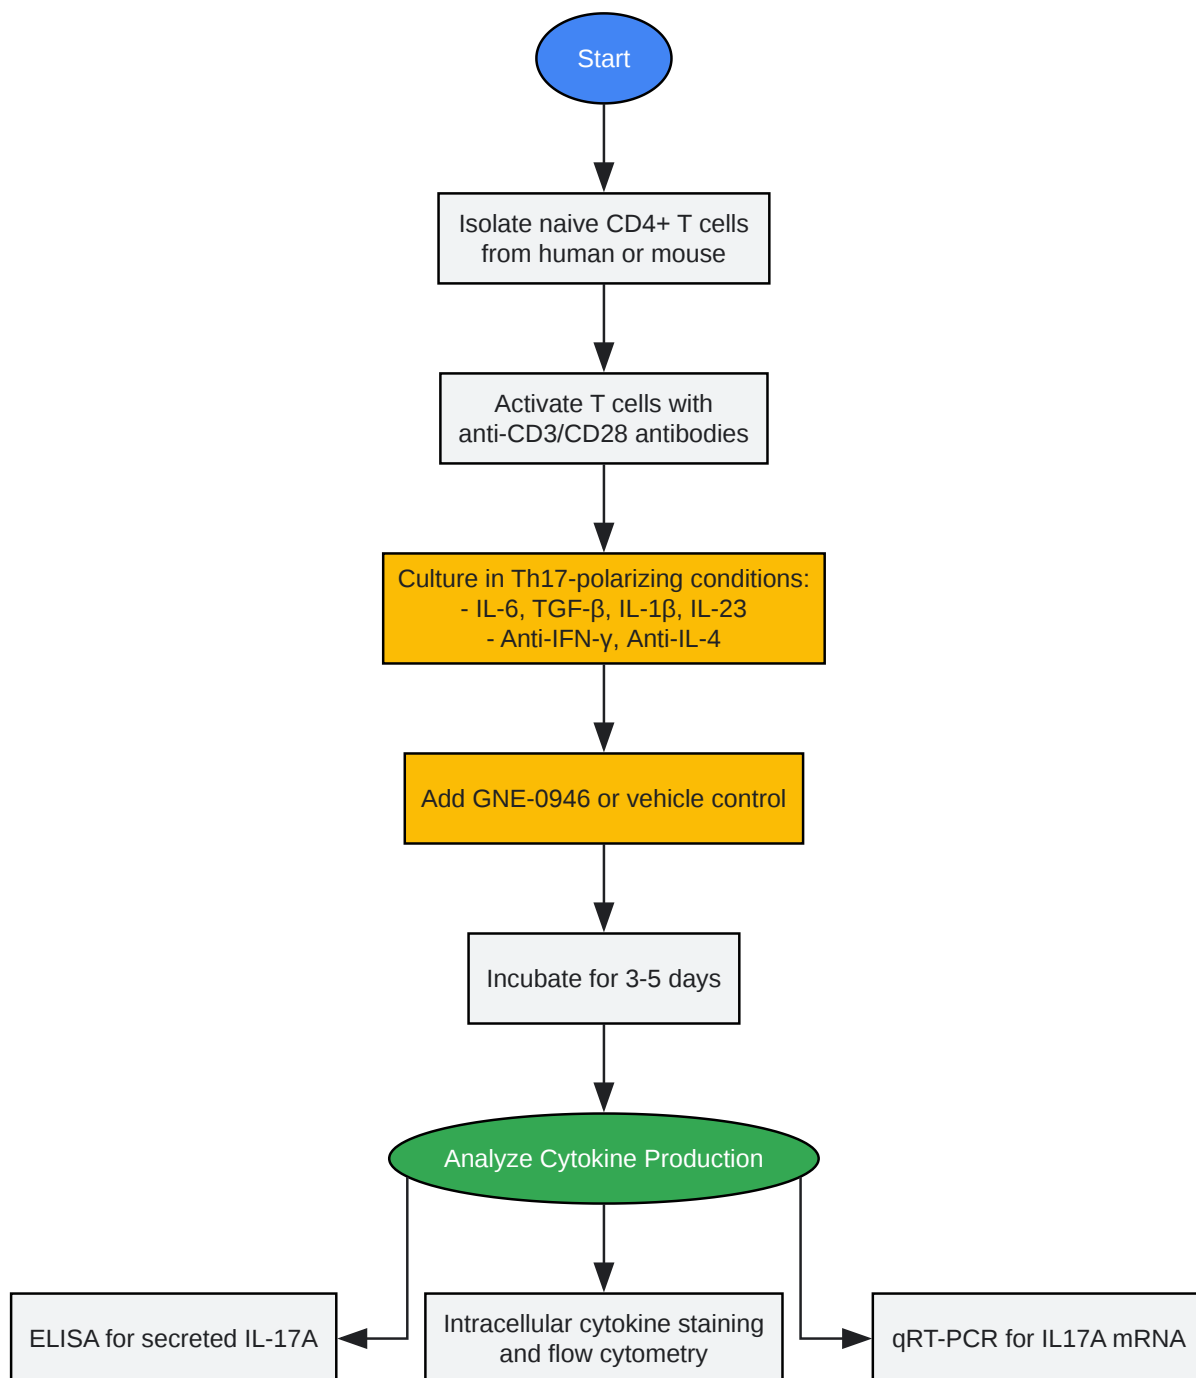 Start
Isolate naive CD4+ T cells
from human or mouse
Activate T cells with
anti-CD3/CD28 antibodies
Culture in Th17-polarizing conditions:
- IL-6, TGF-β, IL-1β, IL-23
- Anti-IFN-γ, Anti-IL-4
Add GNE-0946 or vehicle control
Incubate for 3-5 days
Analyze Cytokine Production
ELISA for secreted IL-17A
Intracellular cytokine staining
and flow cytometry
qRT-PCR for IL17A mRNA